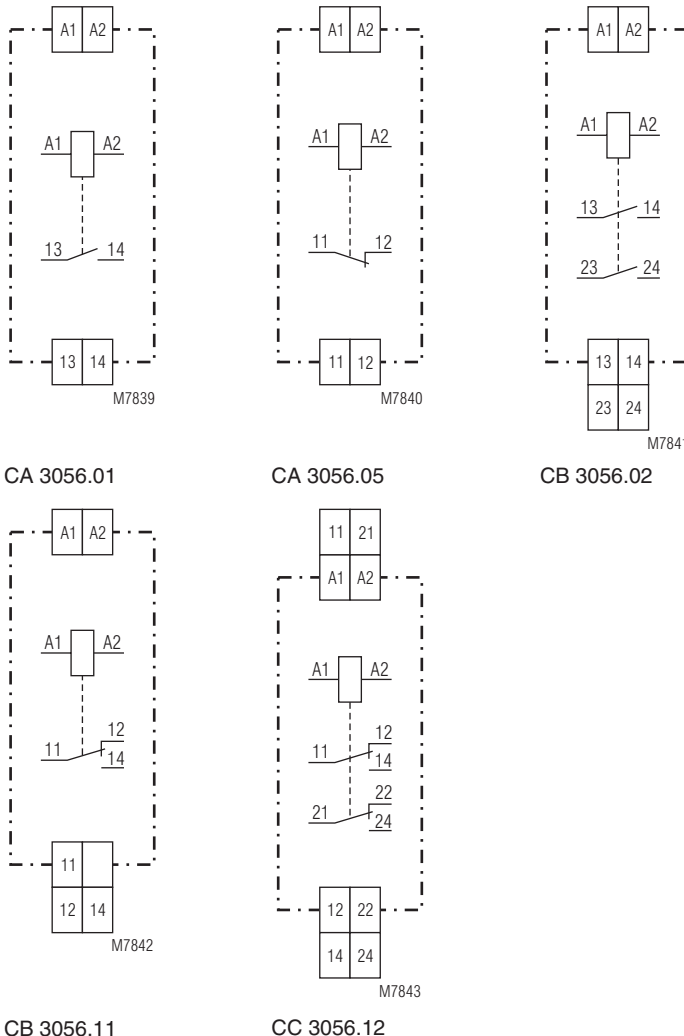 A1 A2
A1 A2
13 14
13 14
M7839
CA 3056.01
A1 A2
A1 A2
11 12
11 12
M7840
CA 3056.05
A1 A2
A1 A2
13 14
23 24
13 14
23 24
M7841
CB 3056.02
A1 A2
A1 A2
12
11 14
11
12 14
M7842
CB 3056.11
11 21
A1 A2
A1 A2
12
11 14
22
21 24
12 22
14 24
M7843
CC 3056.12